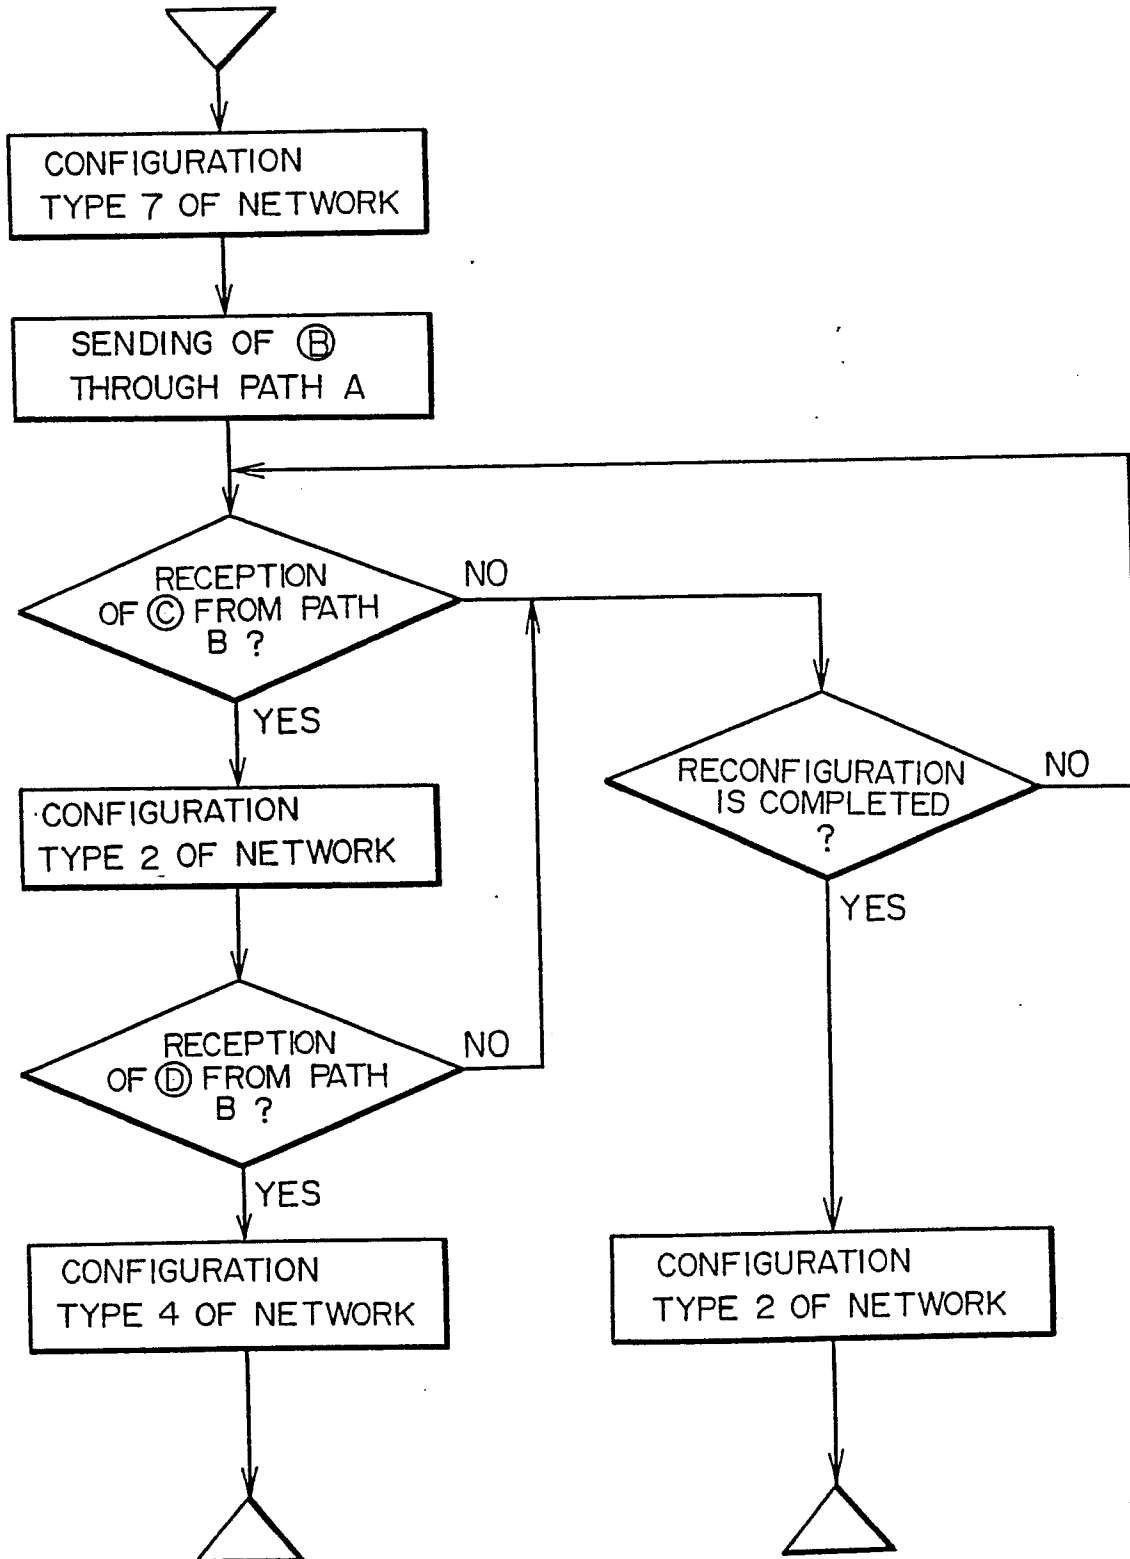 CONFIGURATION
TYPE 7 OF NETWORK
SENDING OF Ⓑ
THROUGH PATH A
RECEPTION
OF Ⓒ FROM PATH
B ?
NO
YES
RECONFIGURATION
IS COMPLETED
?
NO
YES
CONFIGURATION
TYPE 2 OF NETWORK
RECEPTION
OF Ⓓ FROM PATH
B ?
NO
YES
CONFIGURATION
TYPE 4 OF NETWORK
CONFIGURATION
TYPE 2 OF NETWORK